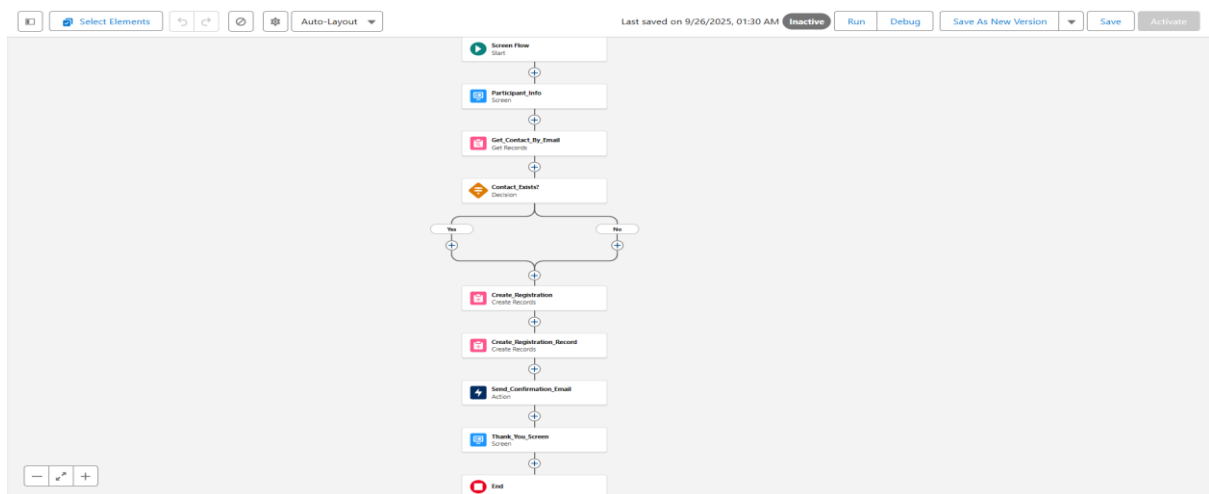 Select Elements
Auto-Layout
Last saved on 9/26/2025, 01:30 AM
Inactive
Run
Debug
Save As New Version
Save
Activate
Screen Flow
Start
Participant_Info
Screen
Get_Contact_By_Email
Get Records
Contact_Exists?
Decision
Yes
No
Create_Registration
Create Records
Create_Registration_Record
Create Records
Send_Confirmation_Email
Action
Thank_You_Screen
Screen
End